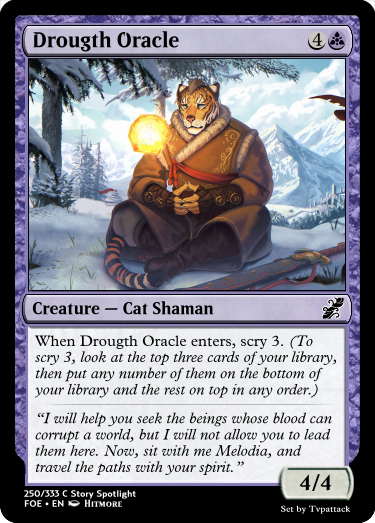 Drougth Oracle 4
Creature — Cat Shaman
When Drougth Oracle enters, scry 3. (To
scry 3, look at the top three cards of your library,
then put any number of them on the bottom of
your library and the rest on top in any order.)
“I will help you seek the beings whose blood can
corrupt a world, but I will not allow you to lead
them here. Now, sit with me Melodia, and
travel the paths with your spirit.”
4/4
250/333 C Story Spotlight
FOE • EN Hitmore
Set by Tvpattack